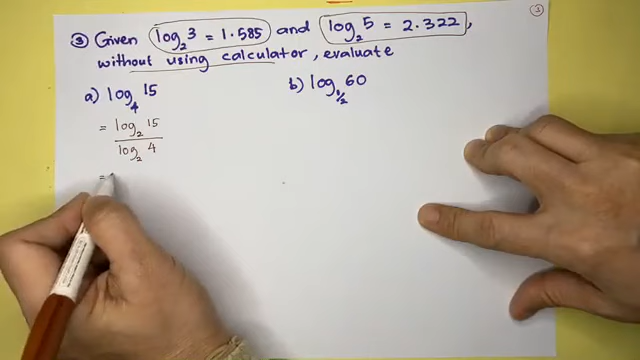 3
③ Given log₂ 3 = 1.585 and log₂ 5 = 2.322,
without using calculator, evaluate
a) log₄ 15
b) log₁/₂ 60
= log₂ 15
log₂ 4
=